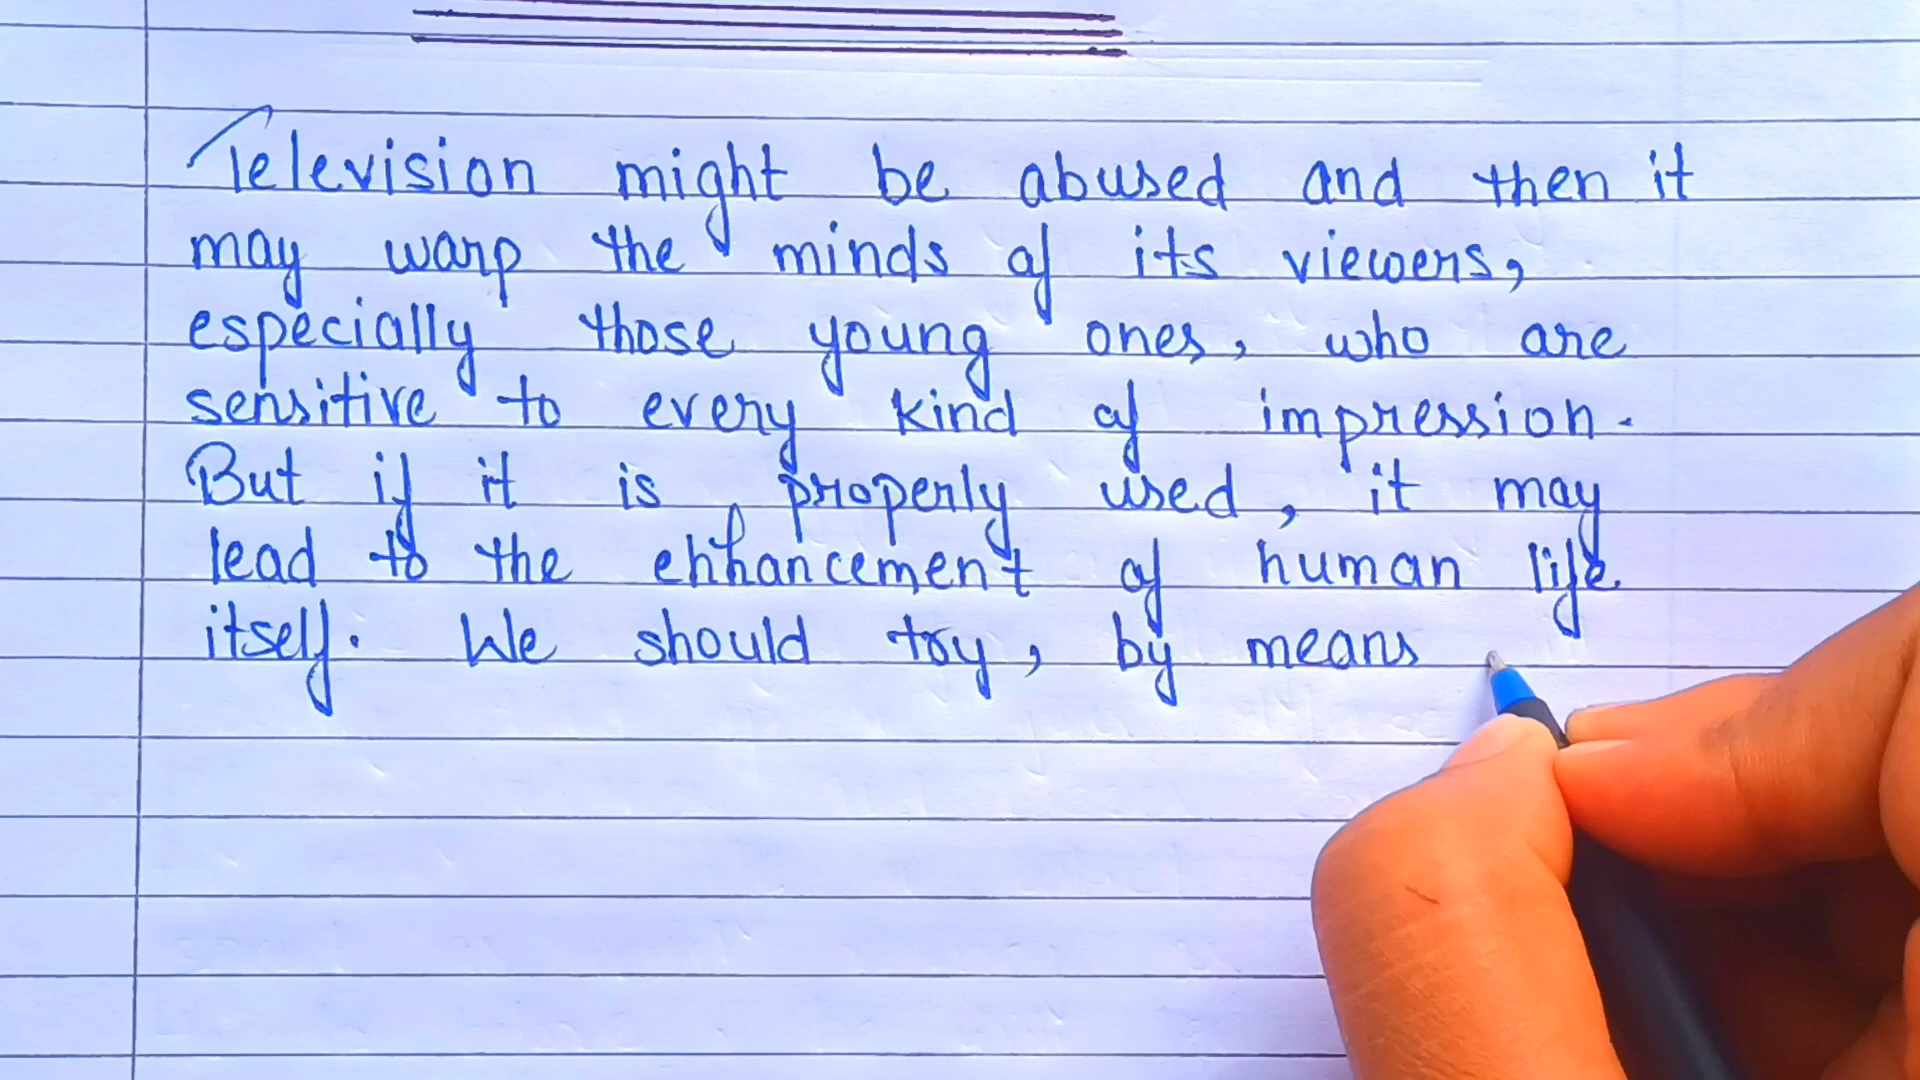 Television might be abused and then it
may warp the minds of its viewers,
especially those young ones, who are
sensitive to every kind of impression.
But if it is properly used, it may
lead to the enhancement of human life
itself. We should try, by means